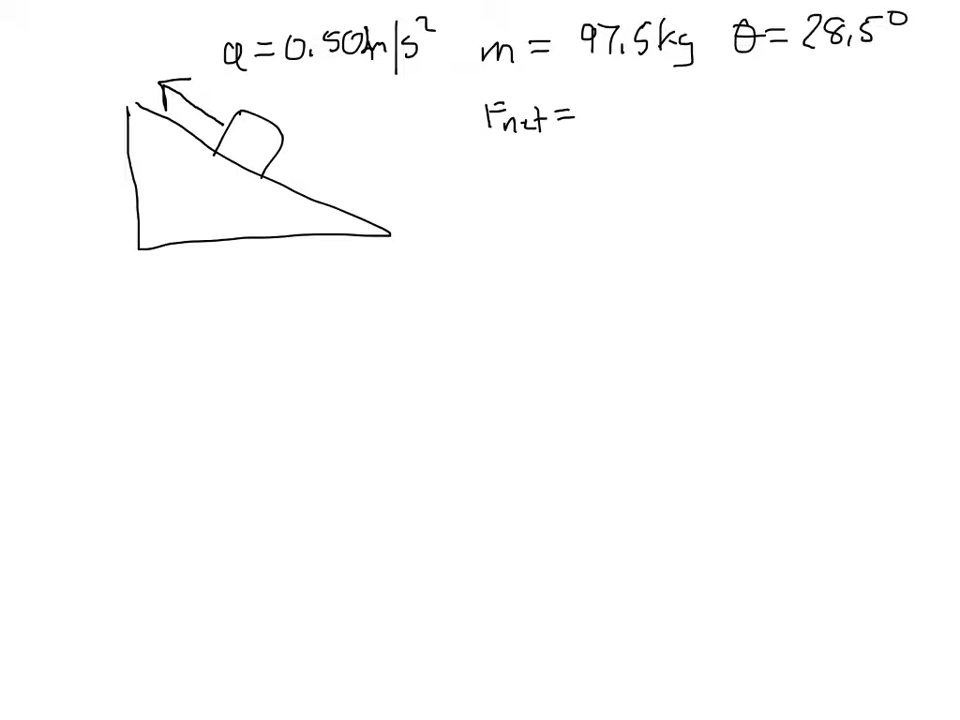 a = 0.50m/s² m = 97.5kg θ = 28.5°
Fnet =